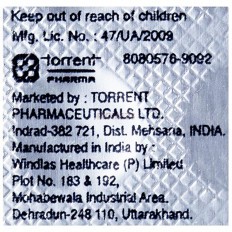 Keep out of reach of children
Mfg. Lic. No. : 47/UA/2009
torrent PHARMA 8080576-9092
Marketed by : TORRENT
PHARMACEUTICALS LTD.
Indrad-382 721, Dist. Mehsana, INDIA.
Manufactured in India by :
Windlas Healthcare (P) Limited
Plot No. 183 & 192,
Mohabewala Industrial Area.
Dehradun-248 110, Uttarakhand.